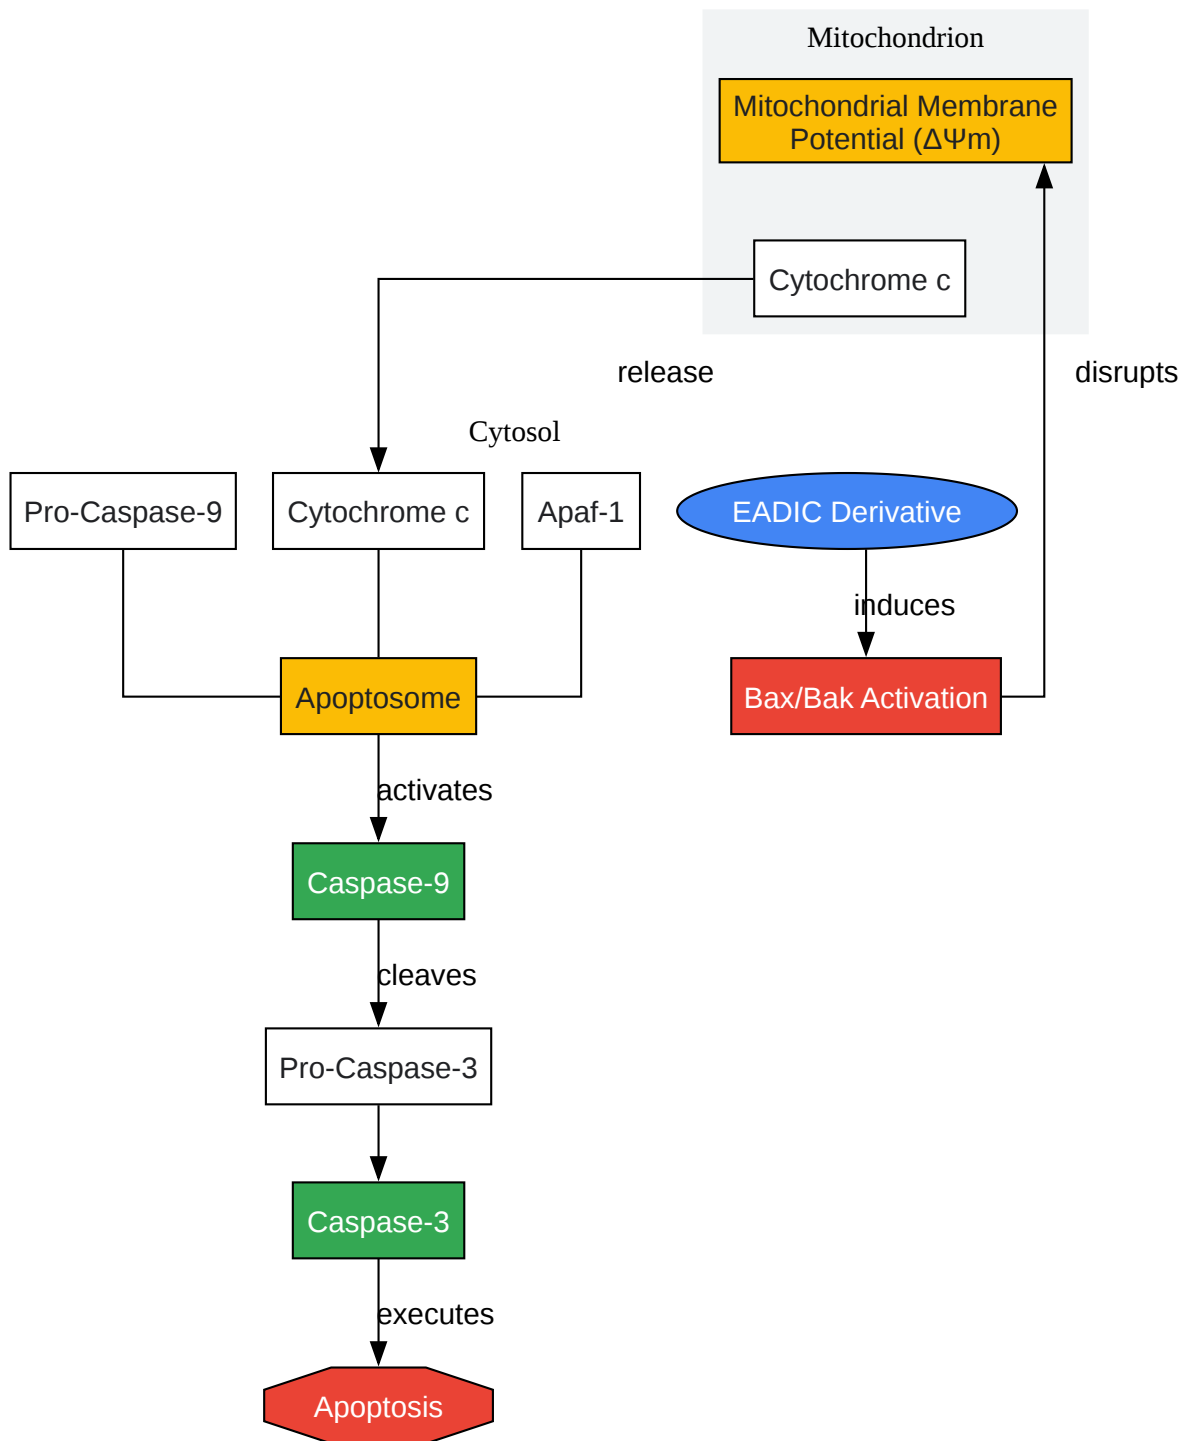 Mitochondrion
Mitochondrial Membrane
Potential (ΔΨm)
Cytochrome c
release
disrupts
Cytosol
Pro-Caspase-9
Cytochrome c
Apaf-1
EADIC Derivative
induces
Apoptosome
Bax/Bak Activation
activates
Caspase-9
cleaves
Pro-Caspase-3
Caspase-3
executes
Apoptosis